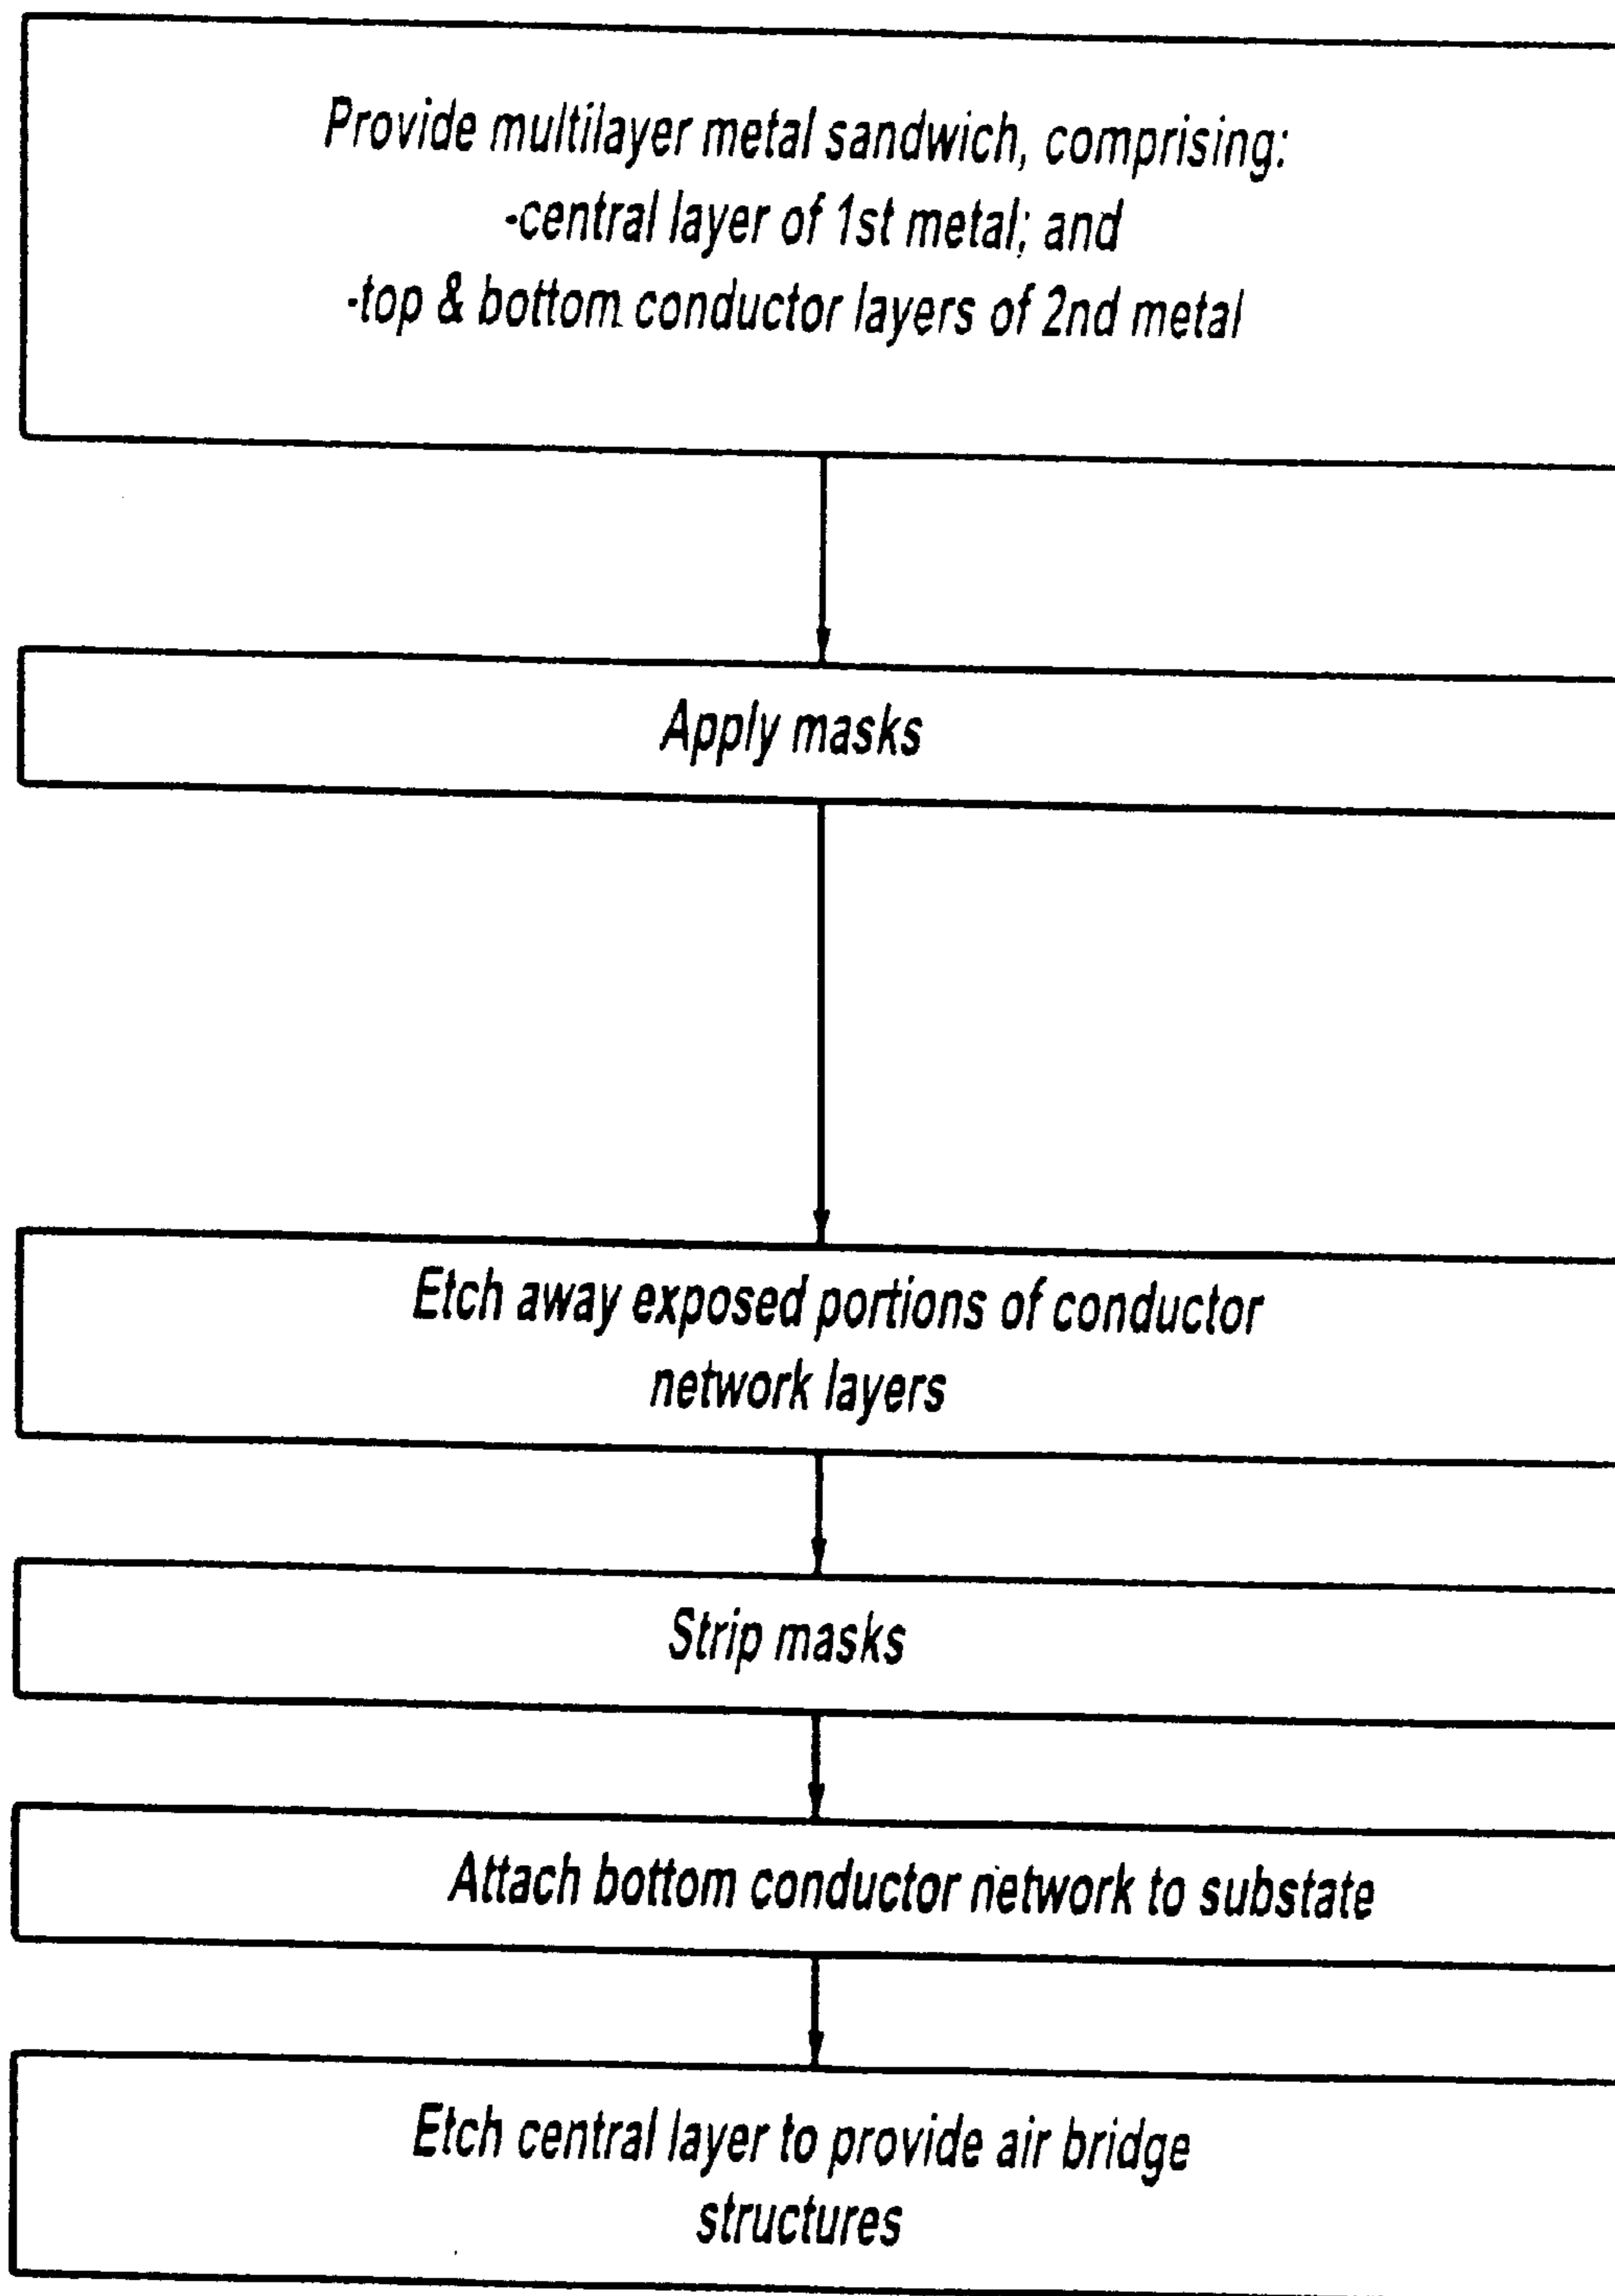 Provide multilayer metal sandwich, comprising:
-central layer of 1st metal; and
-top & bottom conductor layers of 2nd metal
Apply masks
Etch away exposed portions of conductor
network layers
Strip masks
Attach bottom conductor network to substate
Etch central layer to provide air bridge
structures